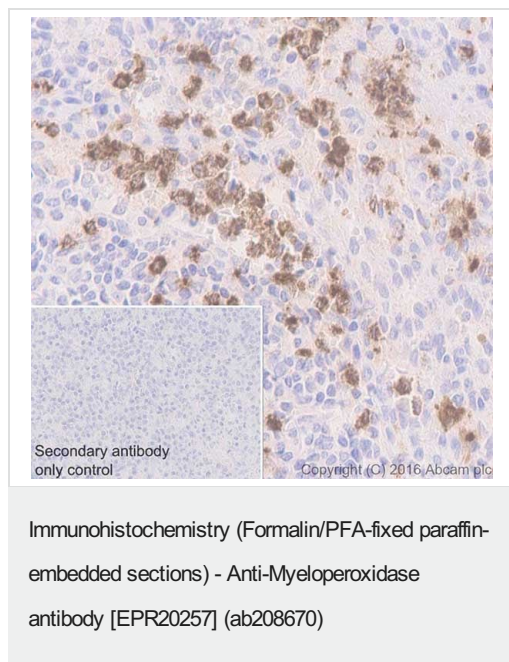 Secondary antibody
only control
Copyright (C) 2016 Abcam plc
Immunohistochemistry (Formalin/PFA-fixed paraffin-
embedded sections) - Anti-Myeloperoxidase
antibody [EPR20257] (ab208670)